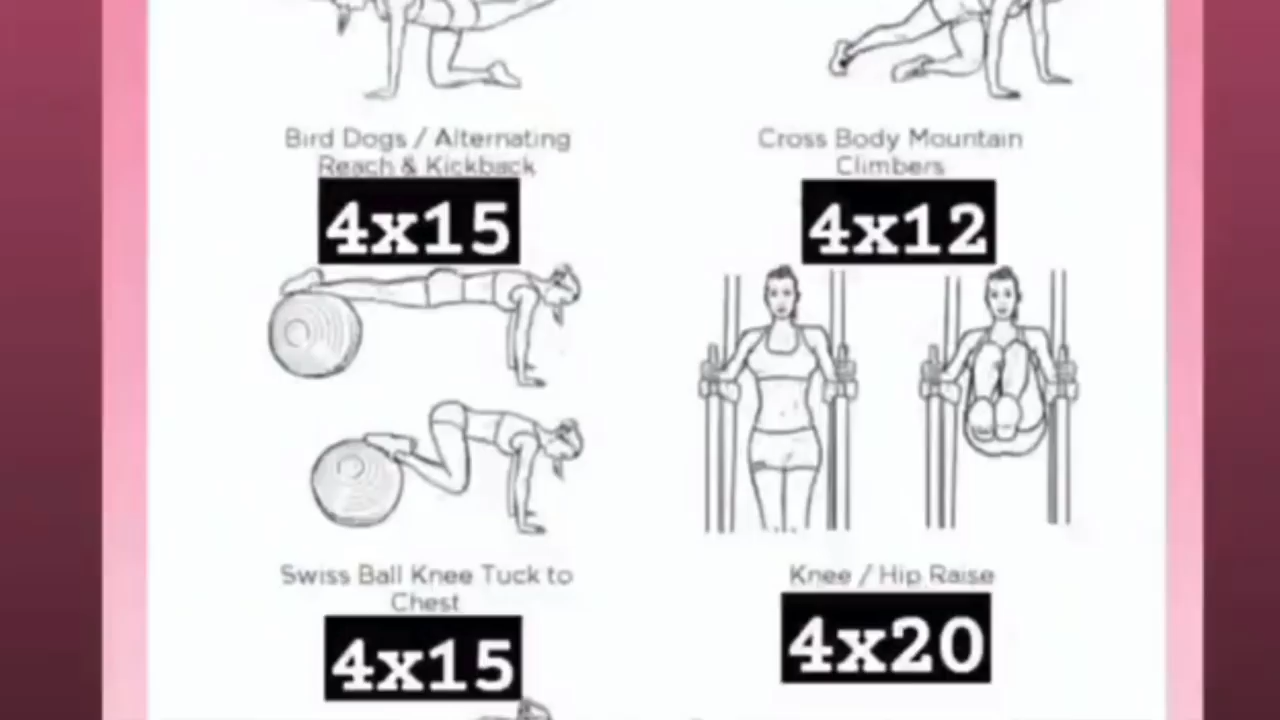 Bird Dogs / Alternating
Reach & Kickback
4x15
Cross Body Mountain
Climbers
4x12
Swiss Ball Knee Tuck to
Chest
4x15
Knee / Hip Raise
4x20